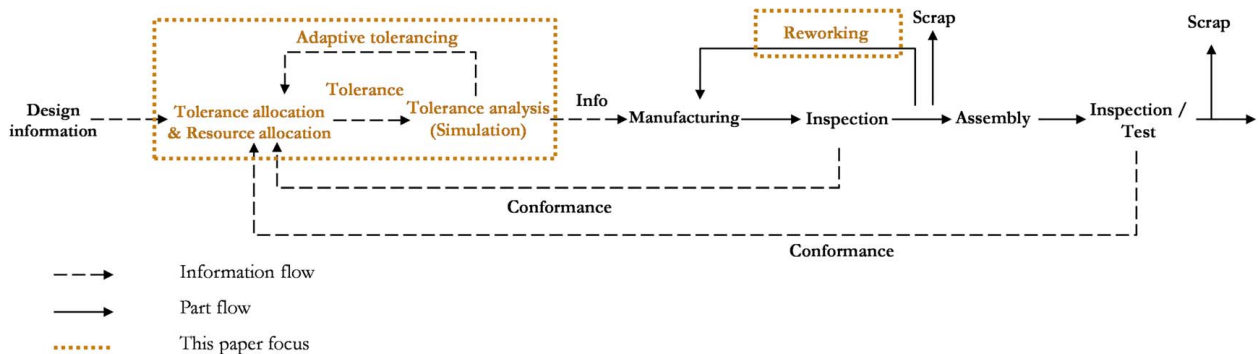 Adaptive tolerancing
Reworking
Scrap
Scrap
Design
information
Tolerance allocation
& Resource allocation
Tolerance
Tolerance analysis
(Simulation)
Info
Manufacturing
Inspection
Assembly
Inspection /
Test
Conformance
Conformance
Information flow
Part flow
This paper focus